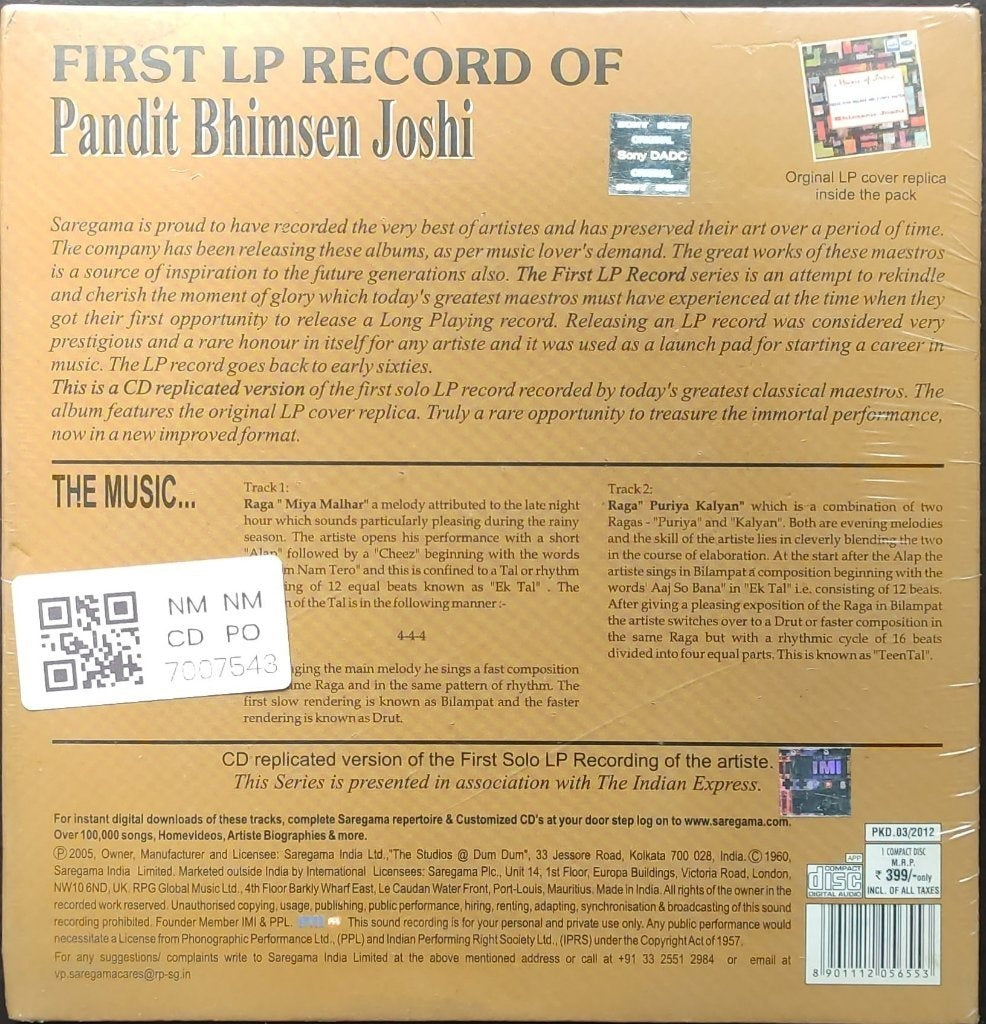 FIRST LP RECORD OF
Pandit Bhimsen Joshi
ORIGINAL
Sony DADC
ORIGINAL
Music of India
Bhimsen Joshi
Orginal LP cover replica
inside the pack
Saregama is proud to have recorded the very best of artistes and has preserved their art over a period of time.
The company has been releasing these albums, as per music lover's demand. The great works of these maestros
is a source of inspiration to the future generations also. The First LP Record series is an attempt to rekindle
and cherish the moment of glory which today's greatest maestros must have experienced at the time when they
got their first opportunity to release a Long Playing record. Releasing an LP record was considered very
prestigious and a rare honour in itself for any artiste and it was used as a launch pad for starting a career in
music. The LP record goes back to early sixties.
This is a CD replicated version of the first solo LP record recorded by today's greatest classical maestros. The
album features the original LP cover replica. Truly a rare opportunity to treasure the immortal performance,
now in a new improved format.
THE MUSIC...
Track 1:
Raga " Miya Malhar" a melody attributed to the late night
hour which sounds particularly pleasing during the rainy
season. The artiste opens his performance with a short
"Alap" followed by a "Cheez" beginning with the words
m Nam Tero" and this is confined to a Tal or rhythm
ng of 12 equal beats known as "Ek Tal" . The
n of the Tal is in the following manner :-
4-4-4
nging the main melody he sings a fast composition
me Raga and in the same pattern of rhythm. The
first slow rendering is known as Bilampat and the faster
rendering is known as Drut.
Track 2:
Raga" Puriya Kalyan" which is a combination of two
Ragas - "Puriya" and "Kalyan". Both are evening melodies
and the skill of the artiste lies in cleverly blending the two
in the course of elaboration. At the start after the Alap the
artiste sings in Bilampat a composition beginning with the
words' Aaj So Bana" in "Ek Tal" i.e. consisting of 12 beats.
After giving a pleasing exposition of the Raga in Bilampat
the artiste switches over to a Drut or faster composition in
the same Raga but with a rhythmic cycle of 16 beats
divided into four equal parts. This is known as "TeenTal".
NM NM
CD PO
7007543
CD replicated version of the First Solo LP Recording of the artiste.
This Series is presented in association with The Indian Express.
IMI
For instant digital downloads of these tracks, complete Saregama repertoire & Customized CD's at your door step log on to www.saregama.com.
Over 100,000 songs, Homevideos, Artiste Biographies & more.
Ⓟ 2005, Owner, Manufacturer and Licensee: Saregama India Ltd.,"The Studios @ Dum Dum", 33 Jessore Road, Kolkata 700 028, India. © 1960,
Saregama India Limited. Marketed outside India by International Licensees: Saregama Plc., Unit 14, 1st Floor, Europa Buildings, Victoria Road, London,
NW10 6ND, UK. RPG Global Music Ltd., 4th Floor Barkly Wharf East, Le Caudan Water Front, Port-Louis, Mauritius. Made in India. All rights of the owner in the
recorded work reserved. Unauthorised copying, usage, publishing, public performance, hiring, renting, adapting, synchronisation & broadcasting of this sound
recording prohibited. Founder Member IMI & PPL. This sound recording is for your personal and private use only. Any public performance would
necessitate a License from Phonographic Performance Ltd., (PPL) and Indian Performing Right Society Ltd., (IPRS) under the Copyright Act of 1957.
For any suggestions/ complaints write to Saregama India Limited at the above mentioned address or call at +91 33 2551 2984 or email at
vp.saregamacares@rp-sg.in
PKD.03/2012
APP
COMPACT
disc
DIGITAL AUDIO
1 COMPACT DISC
M.R.P.
₹ 399/-only
INCL. OF ALL TAXES
8 901112 056553